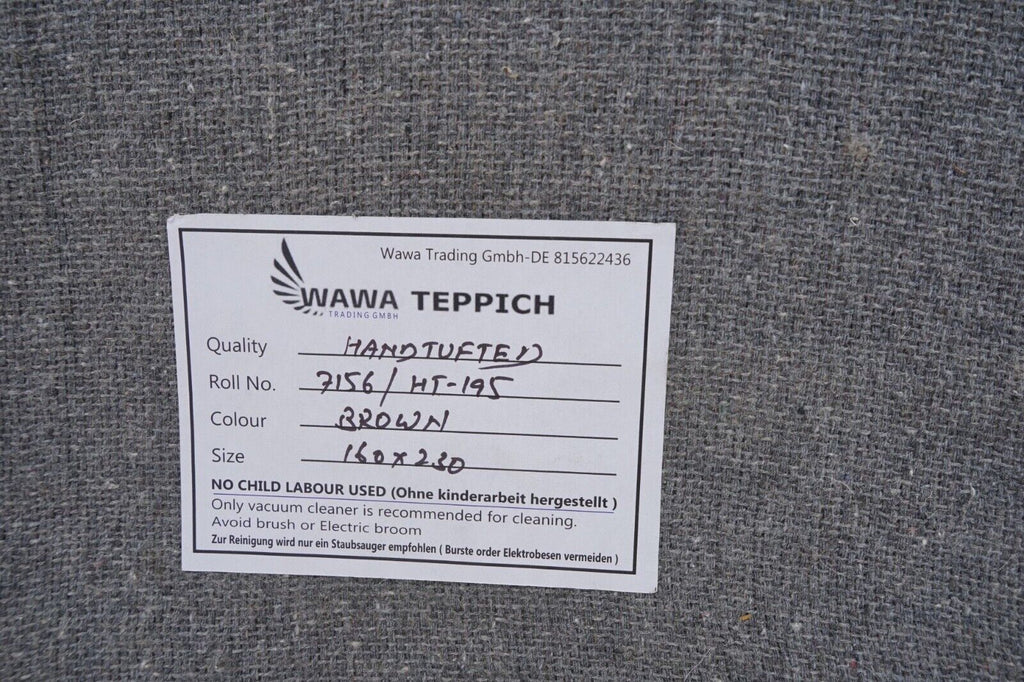 Wawa Trading Gmbh-DE 815622436
WAWA TEPPICH
TRADING GMBH
Quality HANDTUFTED
Roll No. 7156/HT-195
Colour BROWN
Size 160x230
NO CHILD LABOUR USED (Ohne kinderarbeit hergestellt )
Only vacuum cleaner is recommended for cleaning.
Avoid brush or Electric broom
Zur Reinigung wird nur ein Staubsauger empfohlen ( Burste order Elektrobesen vermeiden )